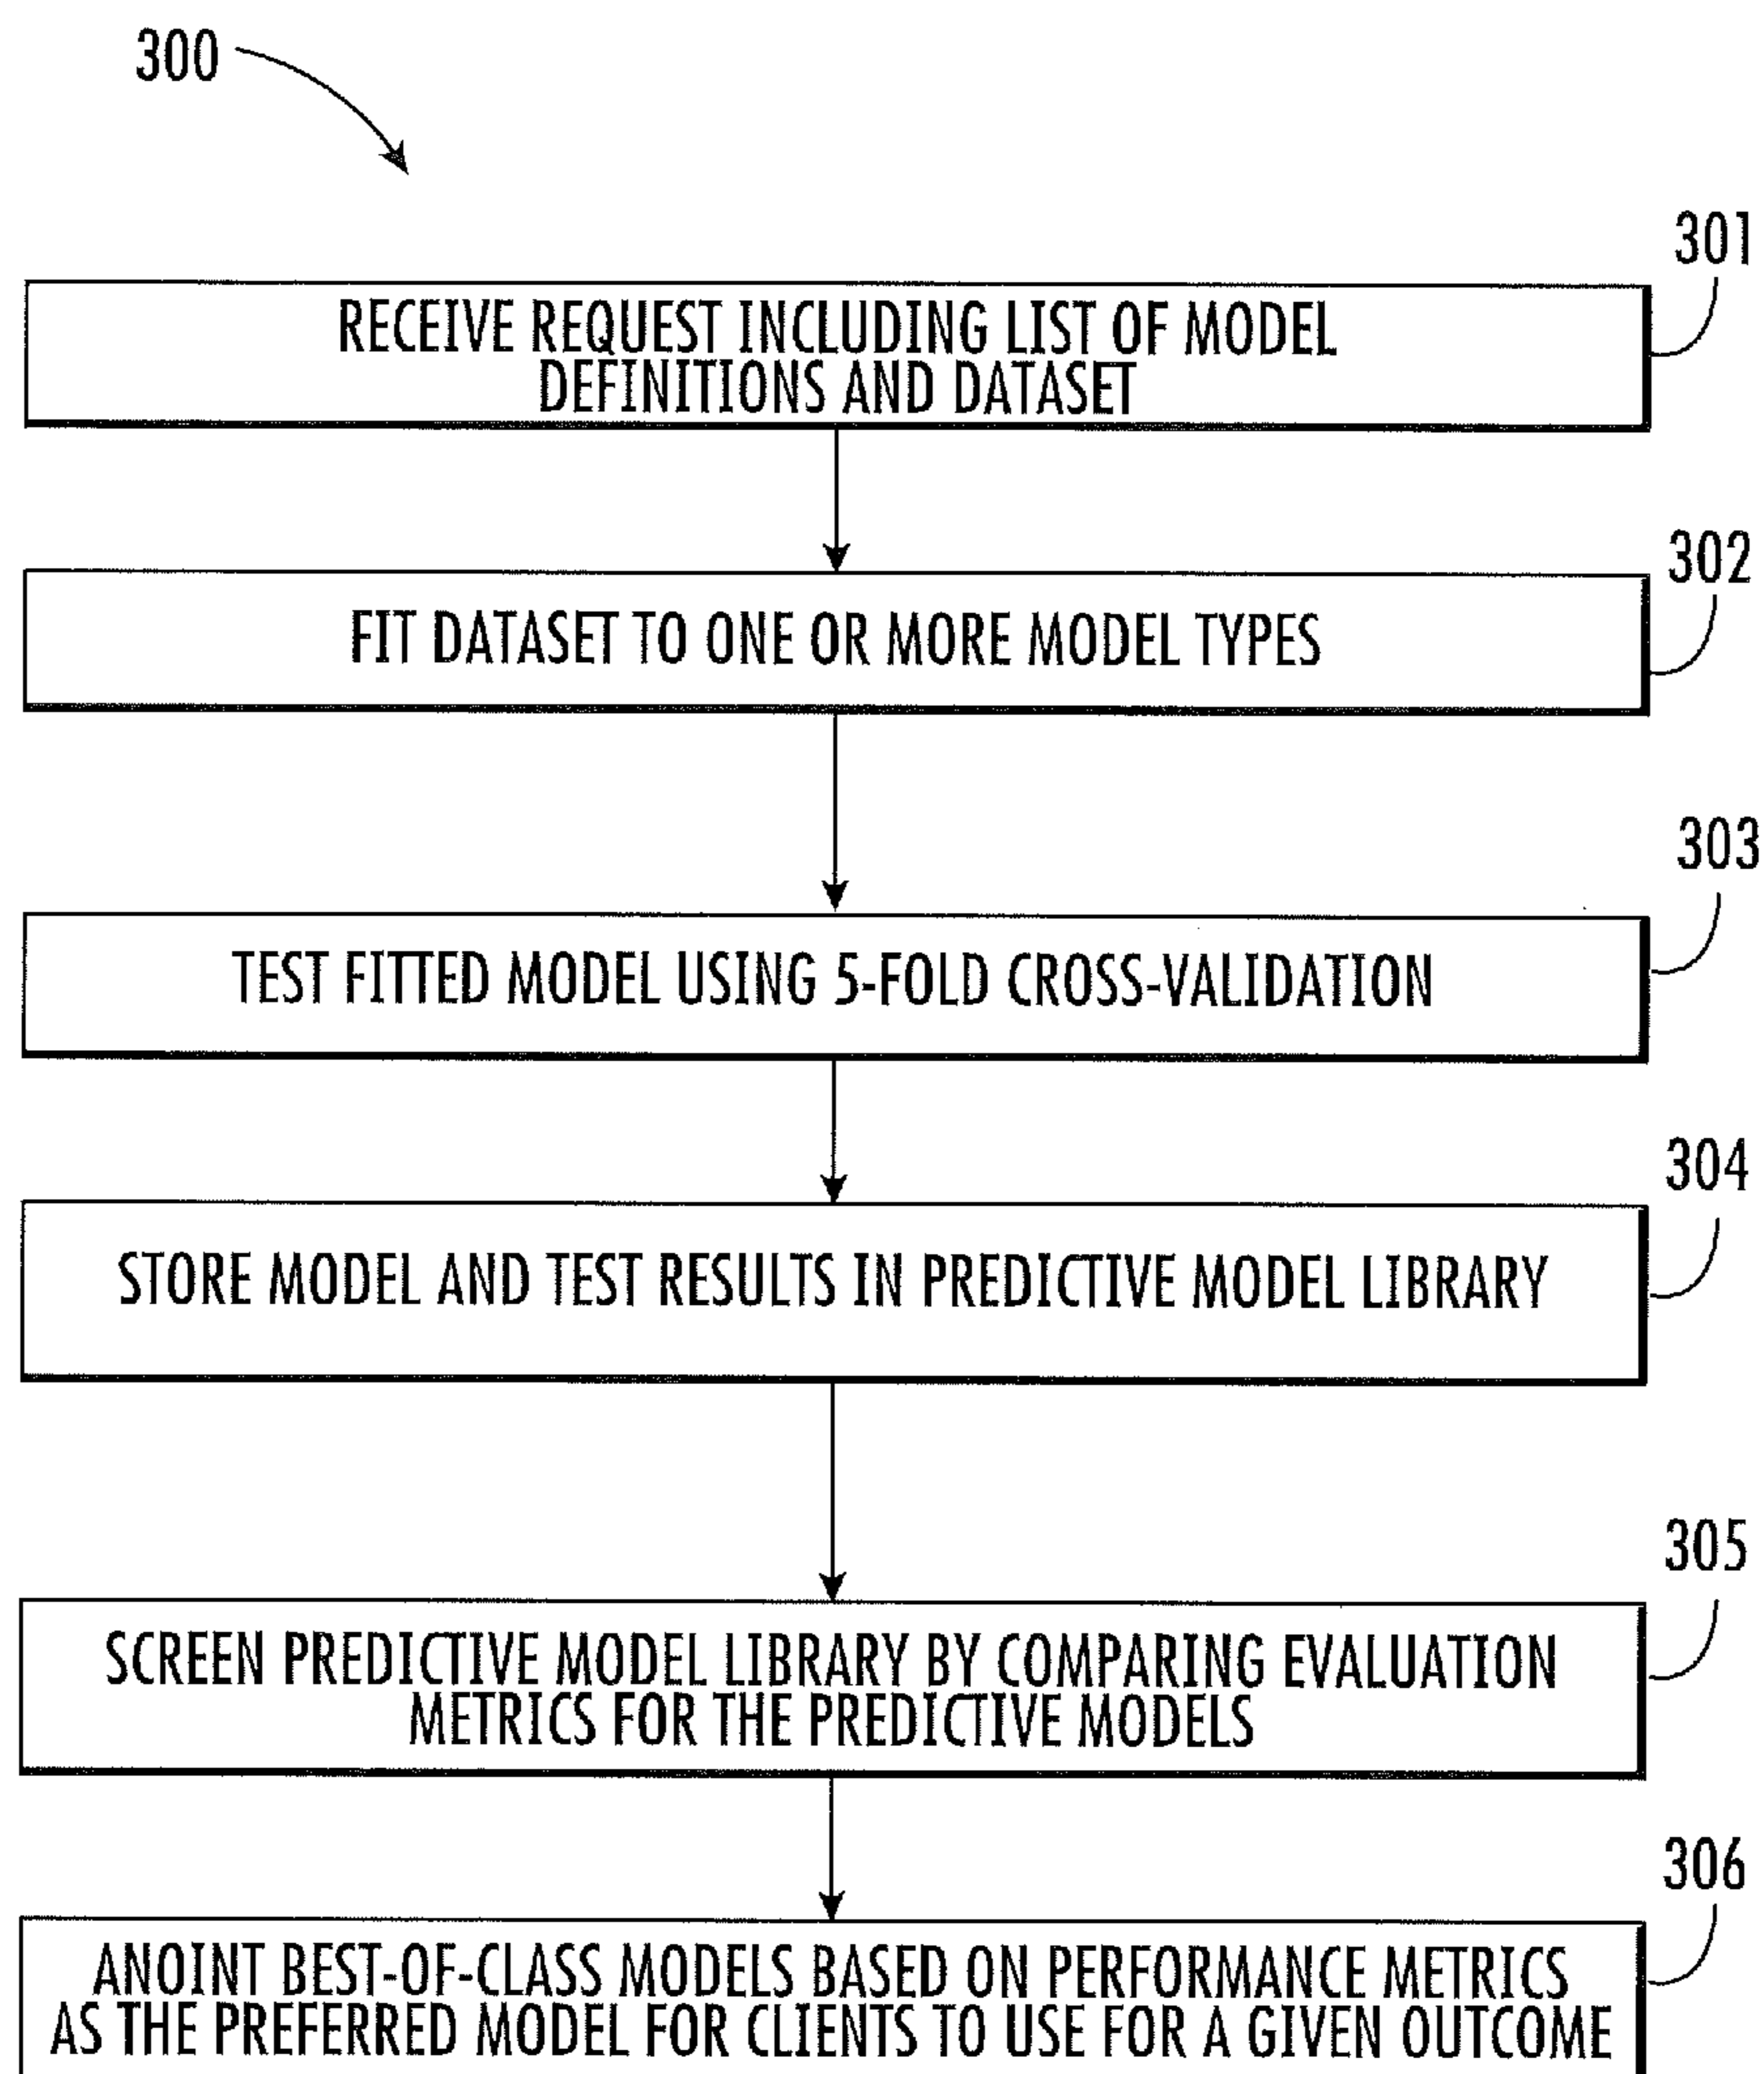 300
301
RECEIVE REQUEST INCLUDING LIST OF MODEL
DEFINITIONS AND DATASET
302
FIT DATASET TO ONE OR MORE MODEL TYPES
303
TEST FITTED MODEL USING 5-FOLD CROSS-VALIDATION
304
STORE MODEL AND TEST RESULTS IN PREDICTIVE MODEL LIBRARY
305
SCREEN PREDICTIVE MODEL LIBRARY BY COMPARING EVALUATION
METRICS FOR THE PREDICTIVE MODELS
306
ANOINT BEST-OF-CLASS MODELS BASED ON PERFORMANCE METRICS
AS THE PREFERRED MODEL FOR CLIENTS TO USE FOR A GIVEN OUTCOME